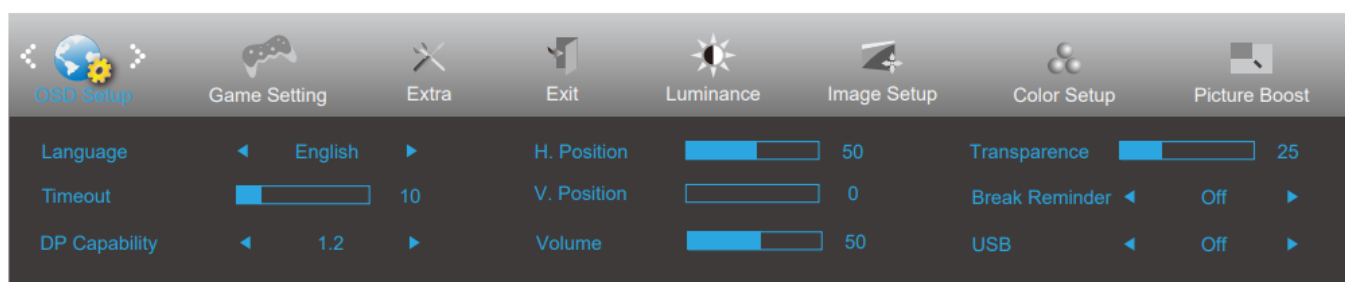 OSD Setup Game Setting Extra Exit Luminance Image Setup Color Setup Picture Boost
Language English H. Position 50 Transparence 25
Timeout 10 V. Position 0 Break Reminder Off
DP Capability 1.2 Volume 50 USB Off